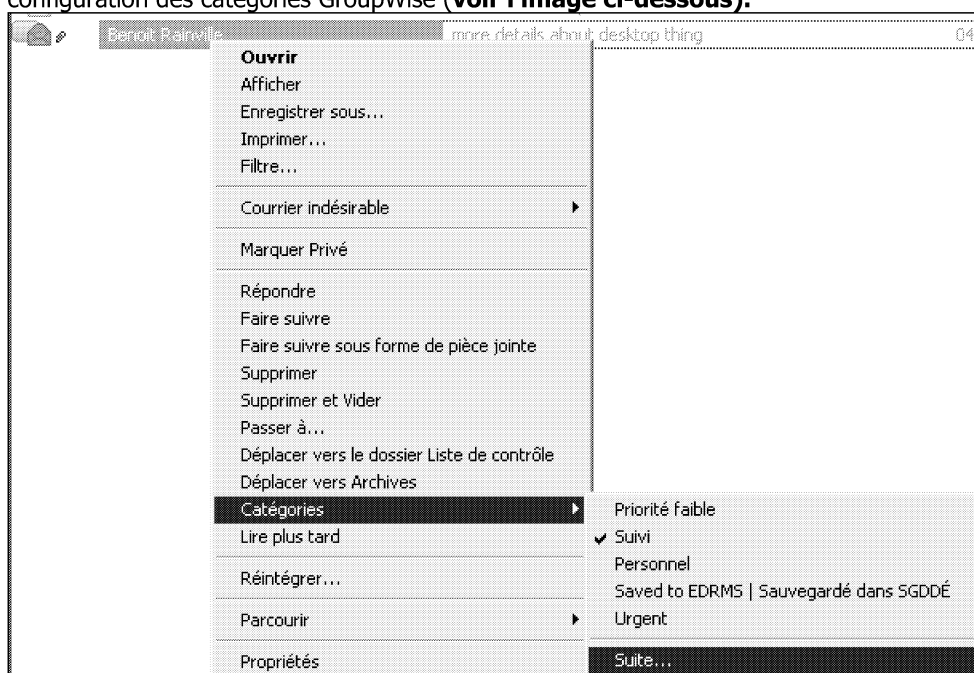 configuration des catégories GroupWise (voir l'image ci-dessous).
Benoit Rainville more details about desktop thing 04
Ouvrir
Afficher
Enregistrer sous...
Imprimer...
Filtre...
Courrier indésirable
Marquer Privé
Répondre
Faire suivre
Faire suivre sous forme de pièce jointe
Supprimer
Supprimer et Vider
Passer à...
Déplacer vers le dossier Liste de contrôle
Déplacer vers Archives
Catégories
Priorité faible
Lire plus tard
Suivi
Personnel
Réintégrer...
Saved to EDRMS | Sauvegardé dans SGDDÉ
Parcourir
Urgent
Propriétés
Suite...